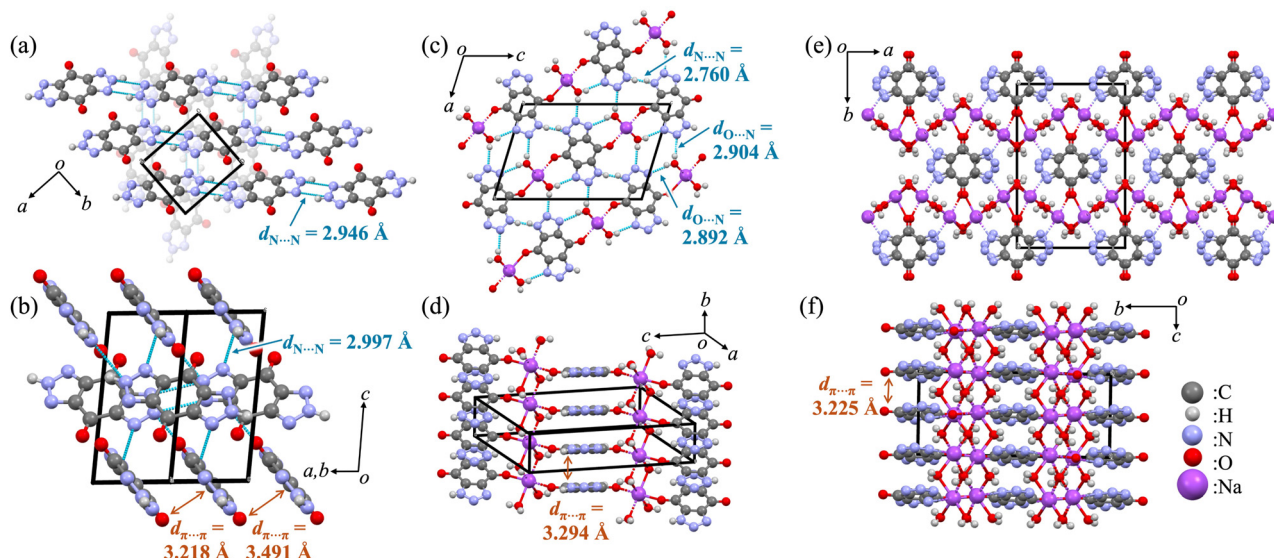 (a)
o
a
b
d_N···N = 2.946 Å
(b)
d_N···N = 2.997 Å
c
a,b
o
d_π···π =
3.218 Å
d_π···π =
3.491 Å
(c)
o
c
a
d_N···N =
2.760 Å
d_O···N =
2.904 Å
d_O···N =
2.892 Å
(d)
b
c
o
a
d_π···π =
3.294 Å
(e)
o
a
b
(f)
b
o
c
d_π···π =
3.225 Å
:C
:H
:N
:O
:Na